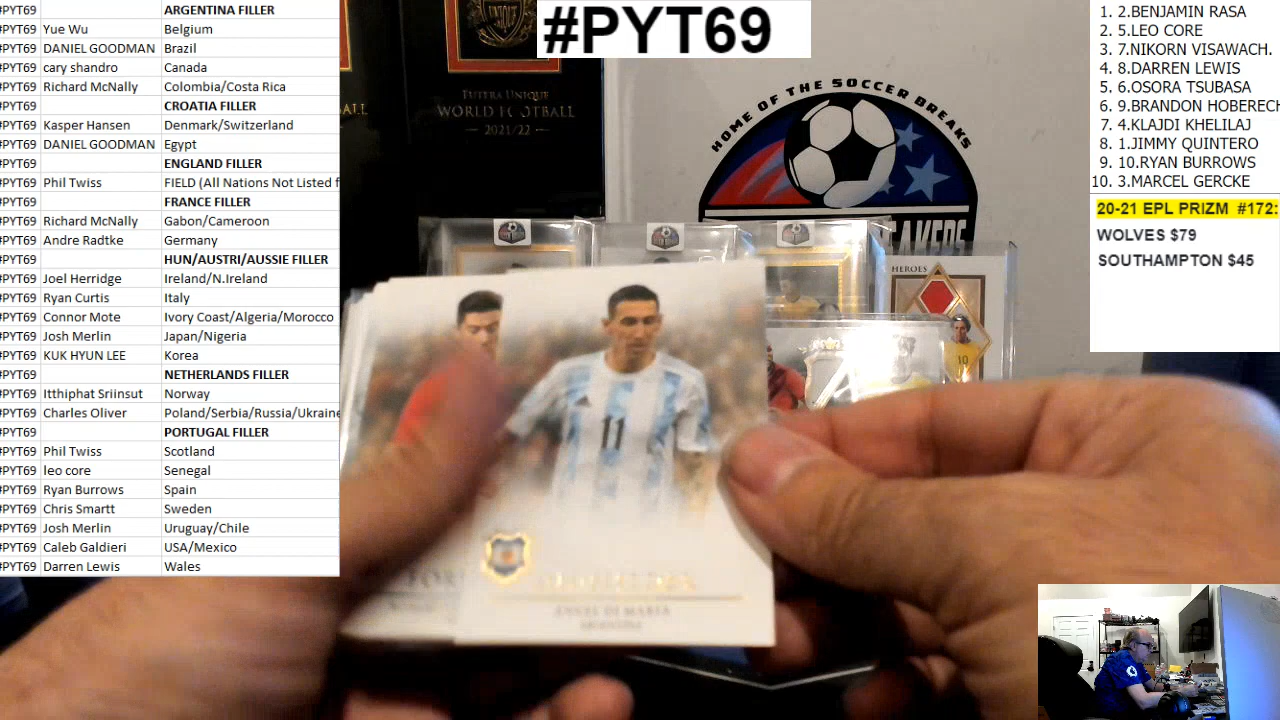 #PYT69 ARGENTINA FILLER
#PYT69 Yue Wu Belgium
#PYT69 DANIEL GOODMAN Brazil
#PYT69 cary shandro Canada
#PYT69 Richard McNally Colombia/Costa Rica
#PYT69 CROATIA FILLER
#PYT69 Kasper Hansen Denmark/Switzerland
#PYT69 DANIEL GOODMAN Egypt
#PYT69 ENGLAND FILLER
#PYT69 Phil Twiss FIELD (All Nations Not Listed f
#PYT69 FRANCE FILLER
#PYT69 Richard McNally Gabon/Cameroon
#PYT69 Andre Radtke Germany
#PYT69 HUN/AUSTRI/AUSSIE FILLER
#PYT69 Joel Herridge Ireland/N.Ireland
#PYT69 Ryan Curtis Italy
#PYT69 Connor Mote Ivory Coast/Algeria/Morocco
#PYT69 Josh Merlin Japan/Nigeria
#PYT69 KUK HYUN LEE Korea
#PYT69 NETHERLANDS FILLER
#PYT69 Itthiphat Sriinsut Norway
#PYT69 Charles Oliver Poland/Serbia/Russia/Ukraine
#PYT69 PORTUGAL FILLER
#PYT69 Phil Twiss Scotland
#PYT69 leo core Senegal
#PYT69 Ryan Burrows Spain
#PYT69 Chris Smartt Sweden
#PYT69 Josh Merlin Uruguay/Chile
#PYT69 Caleb Galdieri USA/Mexico
#PYT69 Darren Lewis Wales
#PYT69
UNIQUE
FUTERA UNIQUE
WORLD FOOTBALL
2021/22
HOME OF THE SOCCER BREAKS
HEROES
10
11
ANGEL DI MARIA
ARGENTINA
1. 2.BENJAMIN RASA
2. 5.LEO CORE
3. 7.NIKORN VISAWACH.
4. 8.DARREN LEWIS
5. 6.OSORA TSUBASA
6. 9.BRANDON HOBERECH
7. 4.KLAJDI KHELILAJ
8. 1.JIMMY QUINTERO
9. 10.RYAN BURROWS
10. 3.MARCEL GERCKE
20-21 EPL PRIZM #172:
WOLVES $79
SOUTHAMPTON $45